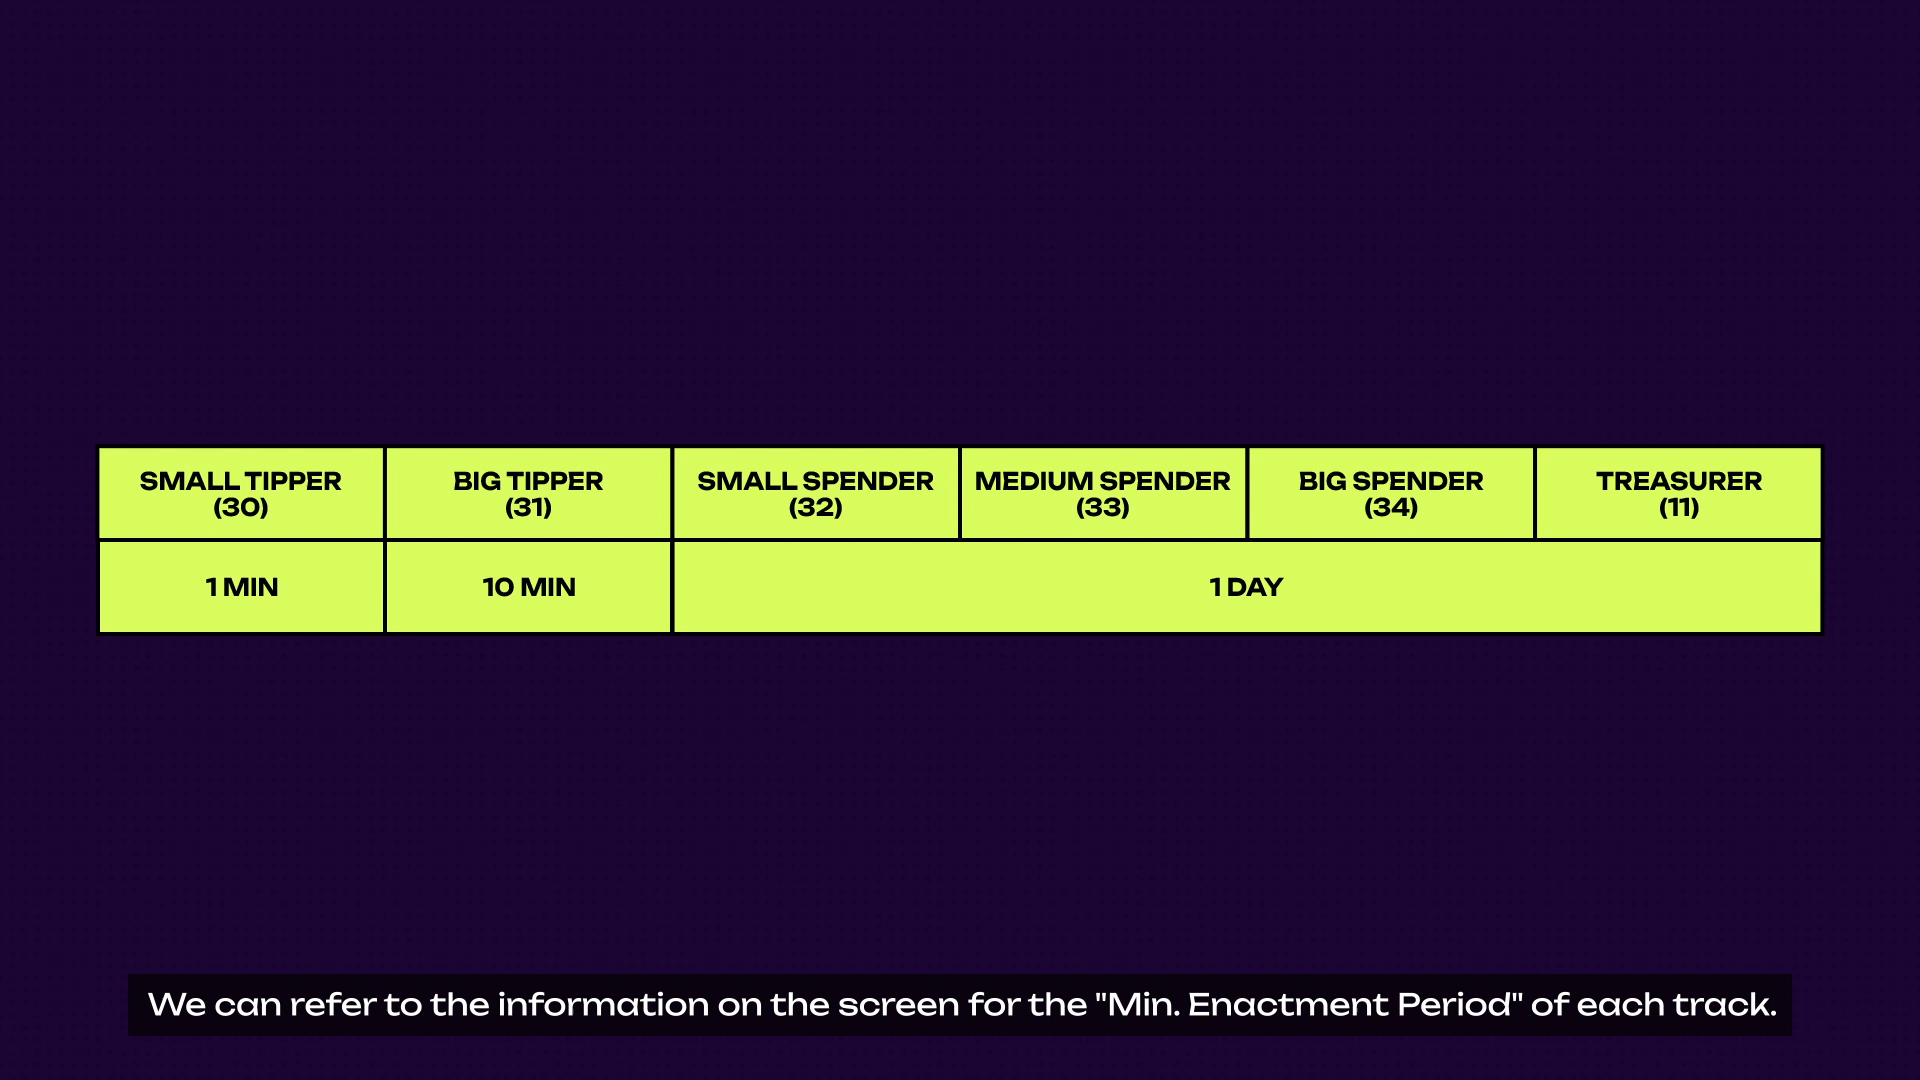 SMALL TIPPER
(30)
BIG TIPPER
(31)
SMALL SPENDER
(32)
MEDIUM SPENDER
(33)
BIG SPENDER
(34)
TREASURER
(11)
1 MIN
10 MIN
1 DAY
We can refer to the information on the screen for the "Min. Enactment Period" of each track.